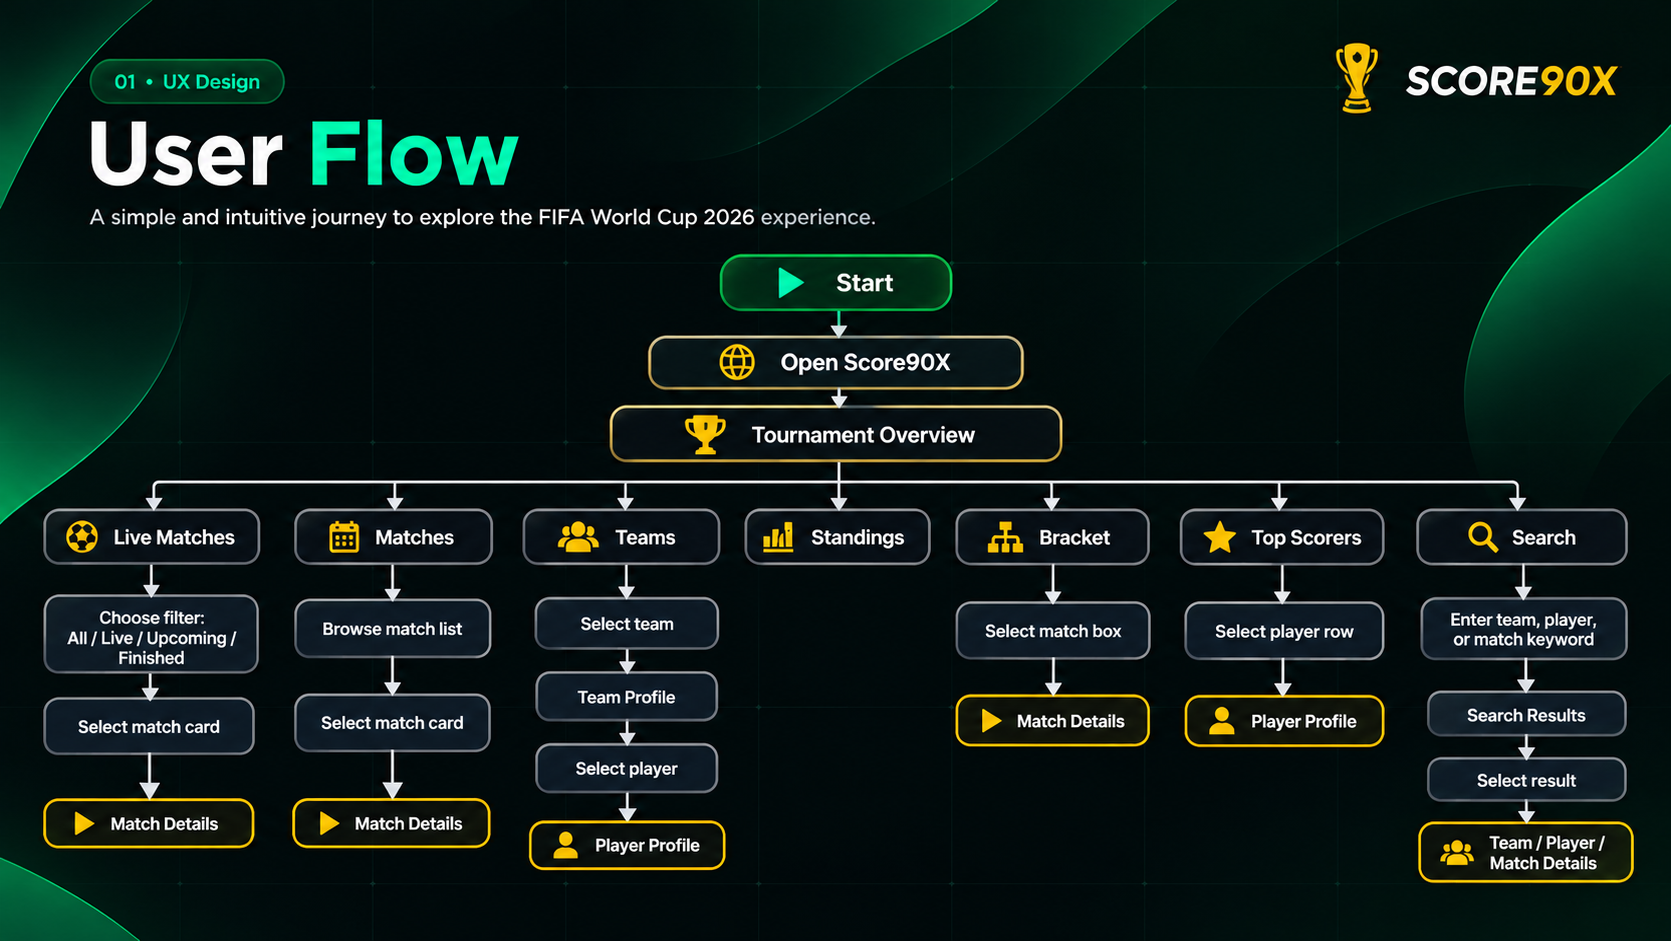 01 • UX Design
SCORE90X
User Flow
A simple and intuitive journey to explore the FIFA World Cup 2026 experience.
Start
Open Score90X
Tournament Overview
Live Matches
Choose filter:
All / Live / Upcoming /
Finished
Select match card
Match Details
Matches
Browse match list
Select match card
Match Details
Teams
Select team
Team Profile
Select player
Player Profile
Standings
Bracket
Select match box
Match Details
Top Scorers
Select player row
Player Profile
Search
Enter team, player,
or match keyword
Search Results
Select result
Team / Player /
Match Details